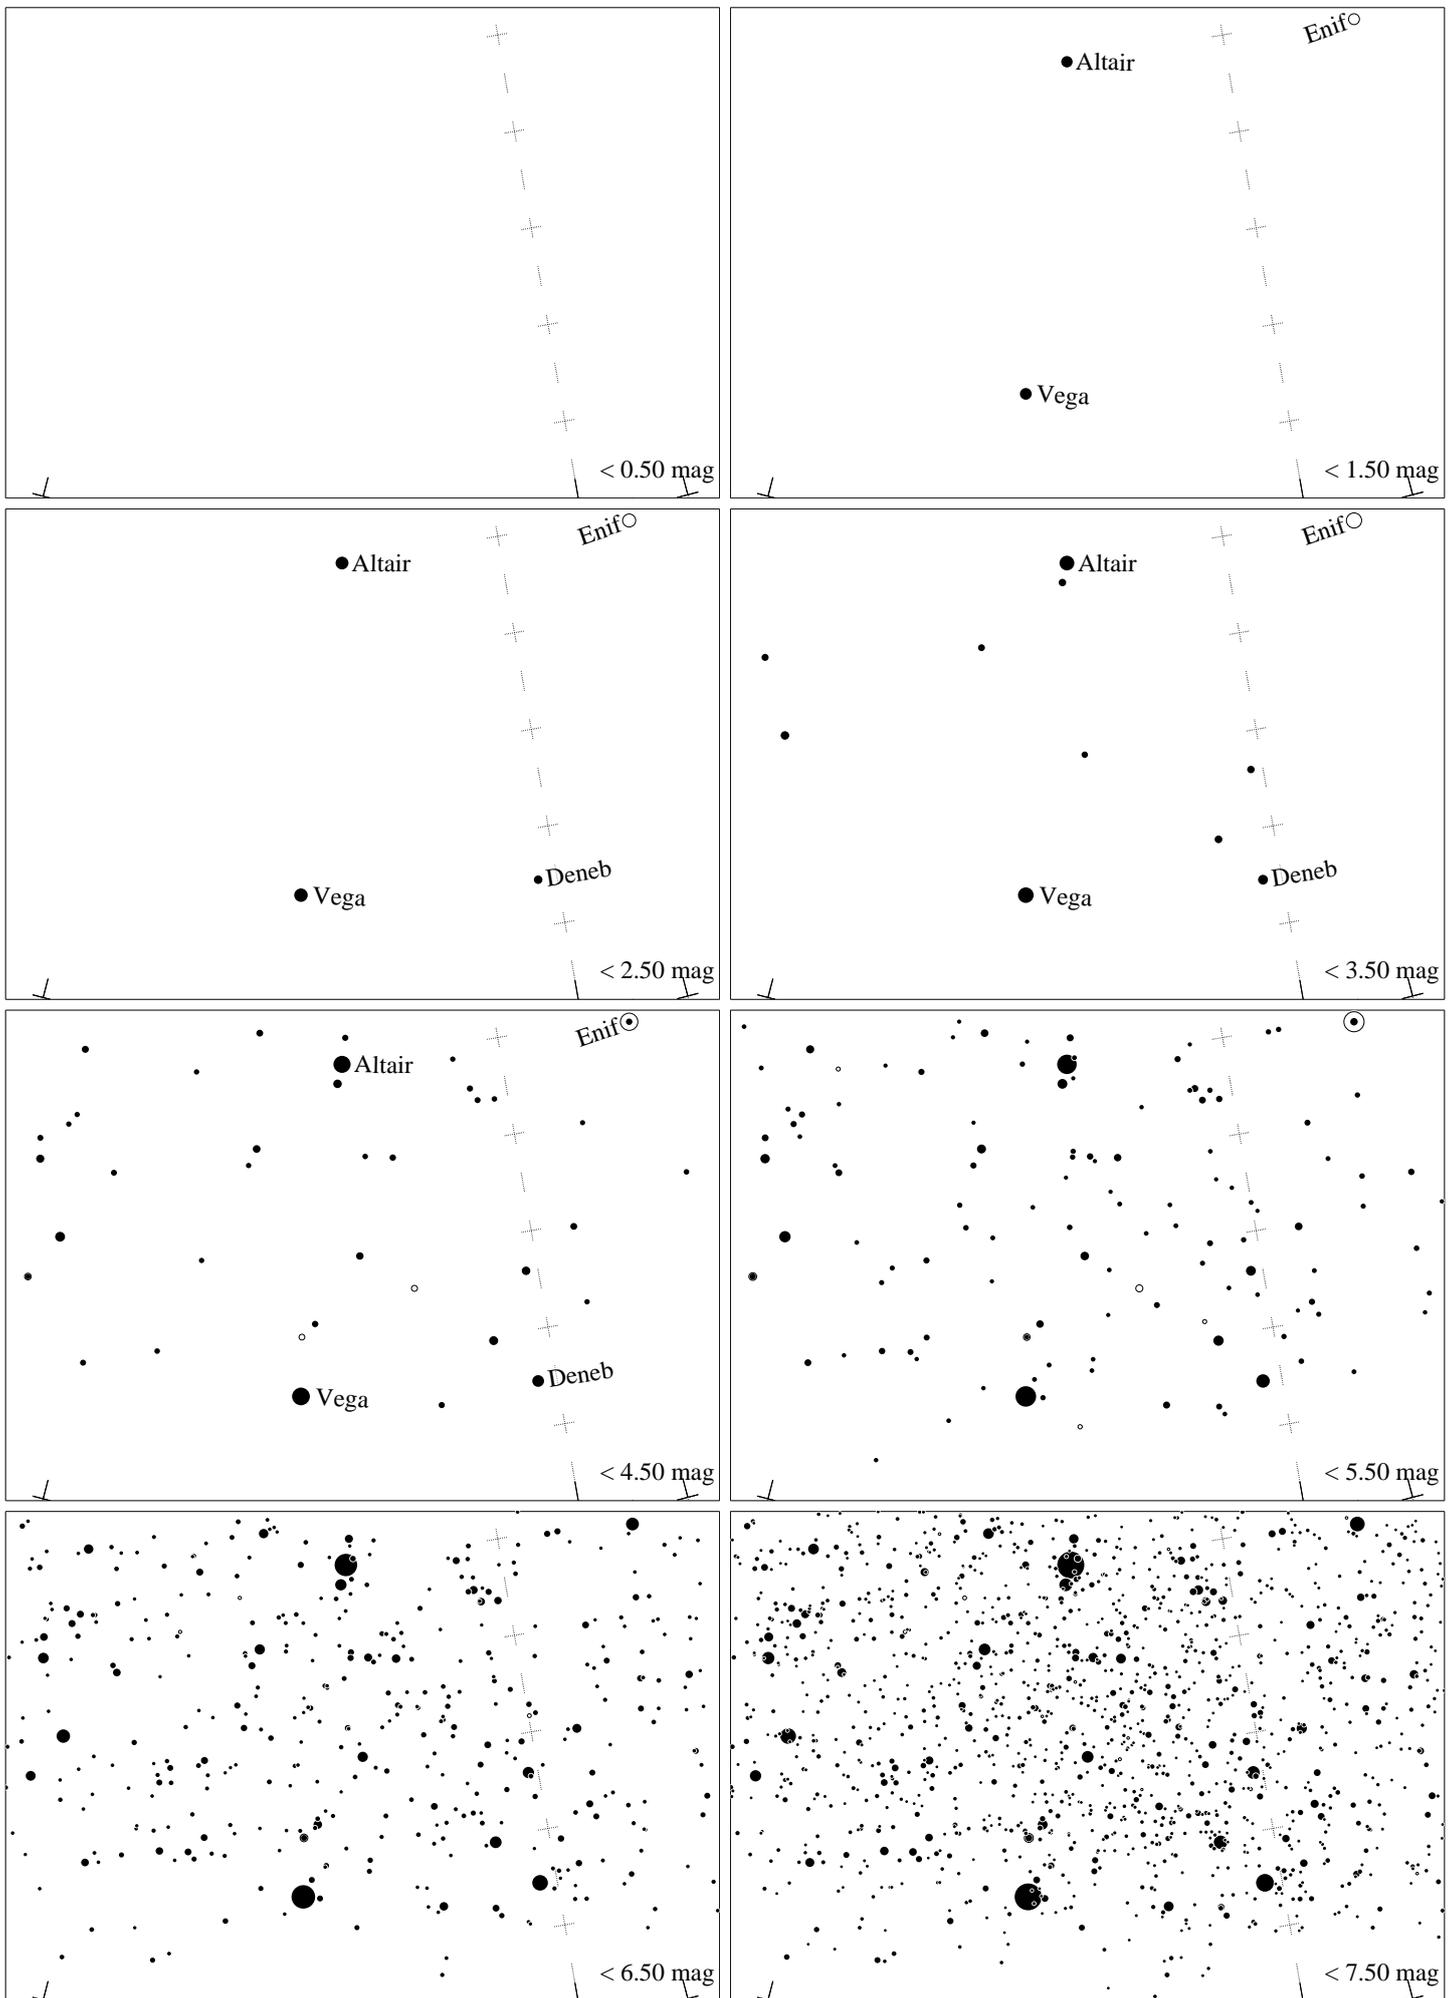 < 0.50 mag
Enif
Altair
Vega
< 1.50 mag
Enif
Altair
Deneb
Vega
< 2.50 mag
Enif
Altair
Deneb
Vega
< 3.50 mag
Enif
Altair
Deneb
Vega
< 4.50 mag
< 5.50 mag
< 6.50 mag
< 7.50 mag